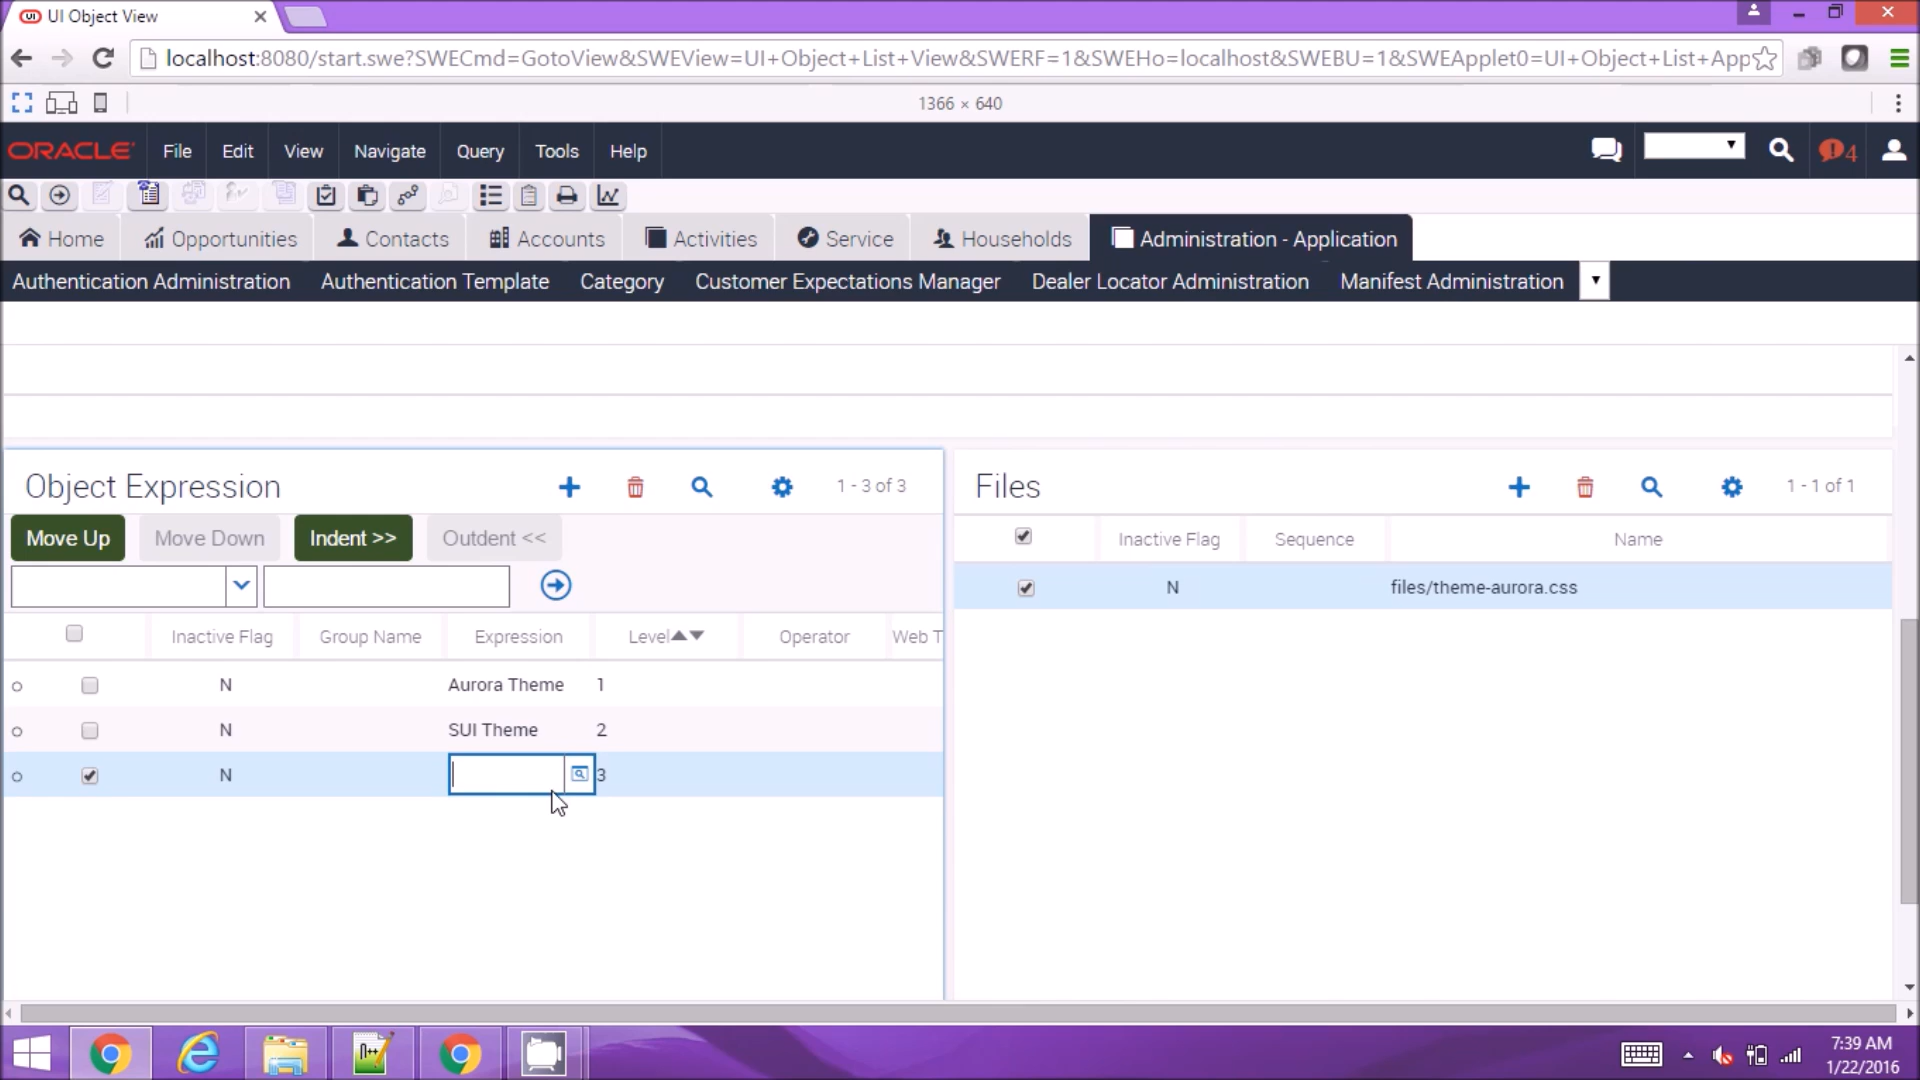 UI Object View
localhost:8080/start.swe?SWECmd=GotoView&SWEView=UI+Object+List+View&SWERF=1&SWEHo=localhost&SWEBU=1&SWEApplet0=UI+Object+List+App
1366 × 640
ORACLE File Edit View Navigate Query Tools Help 4
Home Opportunities Contacts Accounts Activities Service Households Administration - Application
Authentication Administration Authentication Template Category Customer Expectations Manager Dealer Locator Administration Manifest Administration
Object Expression 1 - 3 of 3
Move Up Move Down Indent >> Outdent <<
Inactive Flag Group Name Expression Level Operator Web T
N Aurora Theme 1
N SUI Theme 2
N 3
Files 1 - 1 of 1
Inactive Flag Sequence Name
N files/theme-aurora.css
7:39 AM
1/22/2016